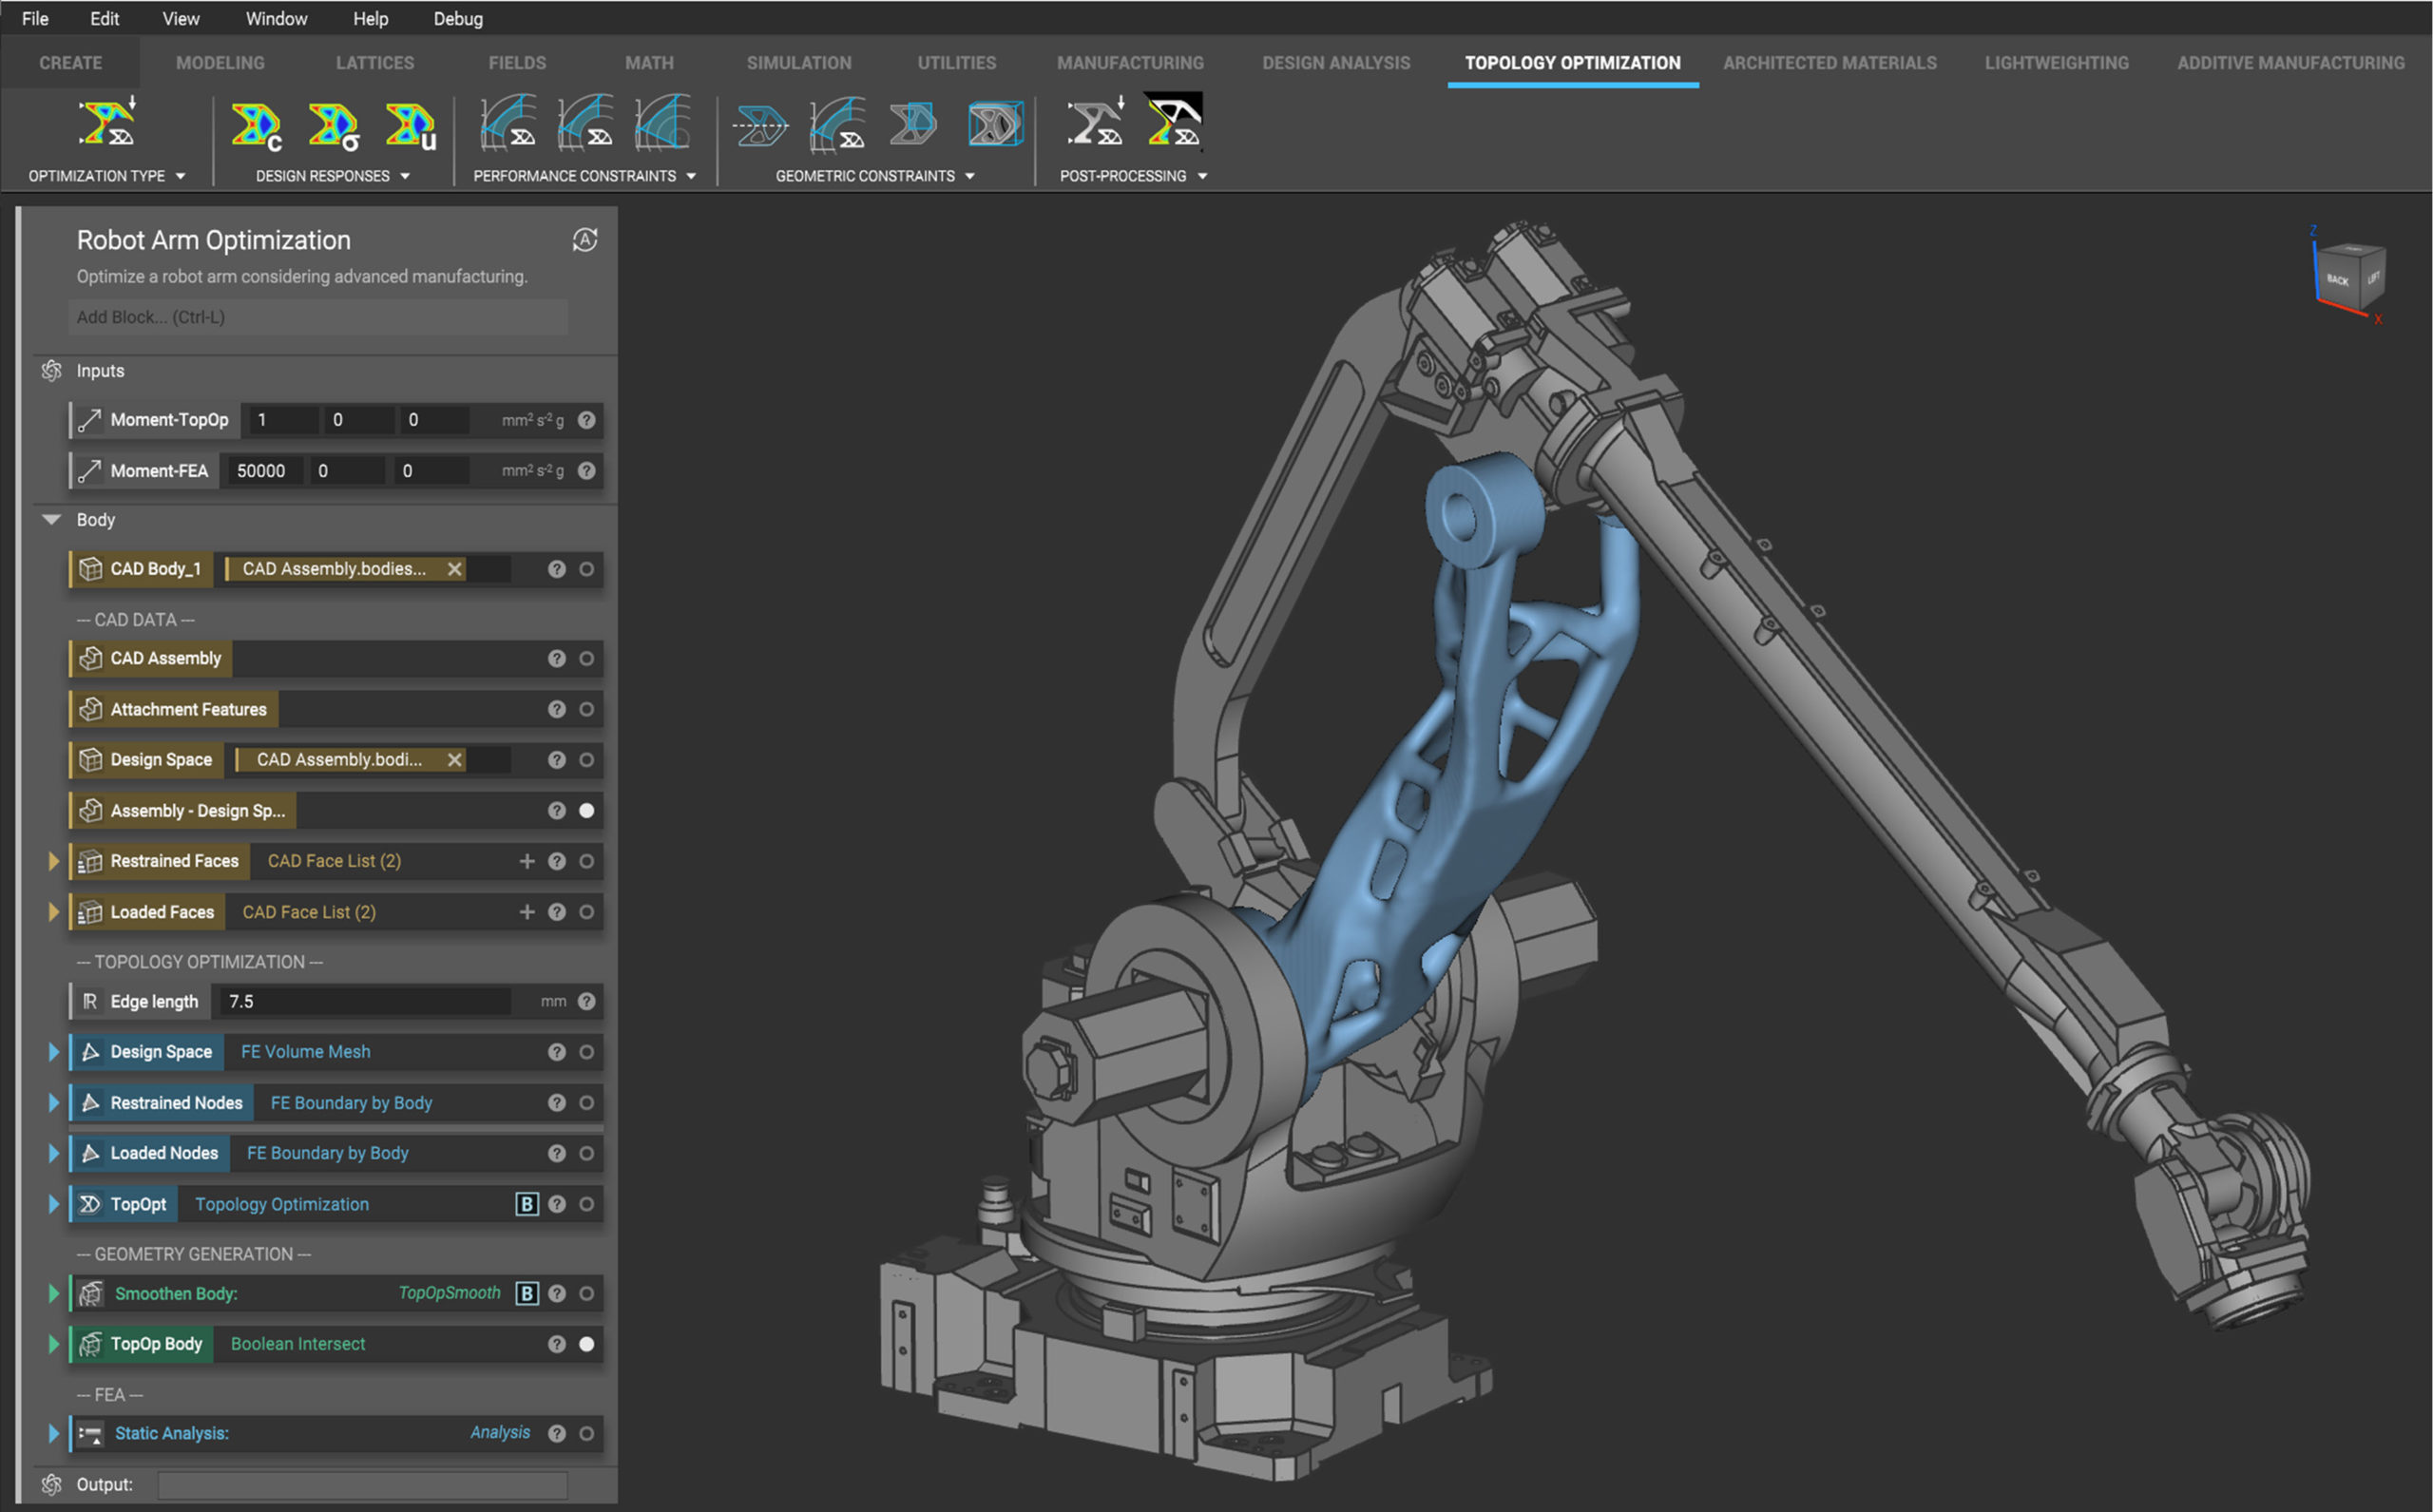 File Edit View Window Help Debug
CREATE MODELING LATTICES FIELDS MATH SIMULATION UTILITIES MANUFACTURING DESIGN ANALYSIS TOPOLOGY OPTIMIZATION ARCHITECTED MATERIALS LIGHTWEIGHTING ADDITIVE MANUFACTURING
c σ u
OPTIMIZATION TYPE DESIGN RESPONSES PERFORMANCE CONSTRAINTS GEOMETRIC CONSTRAINTS POST-PROCESSING
Robot Arm Optimization
Optimize a robot arm considering advanced manufacturing.
Add Block... (Ctrl-L)
Inputs
Moment-TopOp 1 0 0 mm² s⁻² g
Moment-FEA 50000 0 0 mm² s⁻² g
Body
CAD Body_1 CAD Assembly.bodies...
--- CAD DATA ---
CAD Assembly
Attachment Features
Design Space CAD Assembly.bodi...
Assembly - Design Sp...
Restrained Faces CAD Face List (2)
Loaded Faces CAD Face List (2)
--- TOPOLOGY OPTIMIZATION ---
Edge length 7.5 mm
Design Space FE Volume Mesh
Restrained Nodes FE Boundary by Body
Loaded Nodes FE Boundary by Body
TopOpt Topology Optimization B
--- GEOMETRY GENERATION ---
Smoothen Body: TopOpSmooth B
TopOp Body Boolean Intersect
--- FEA ---
Static Analysis: Analysis
Output:
Z
BACK LEFT
X